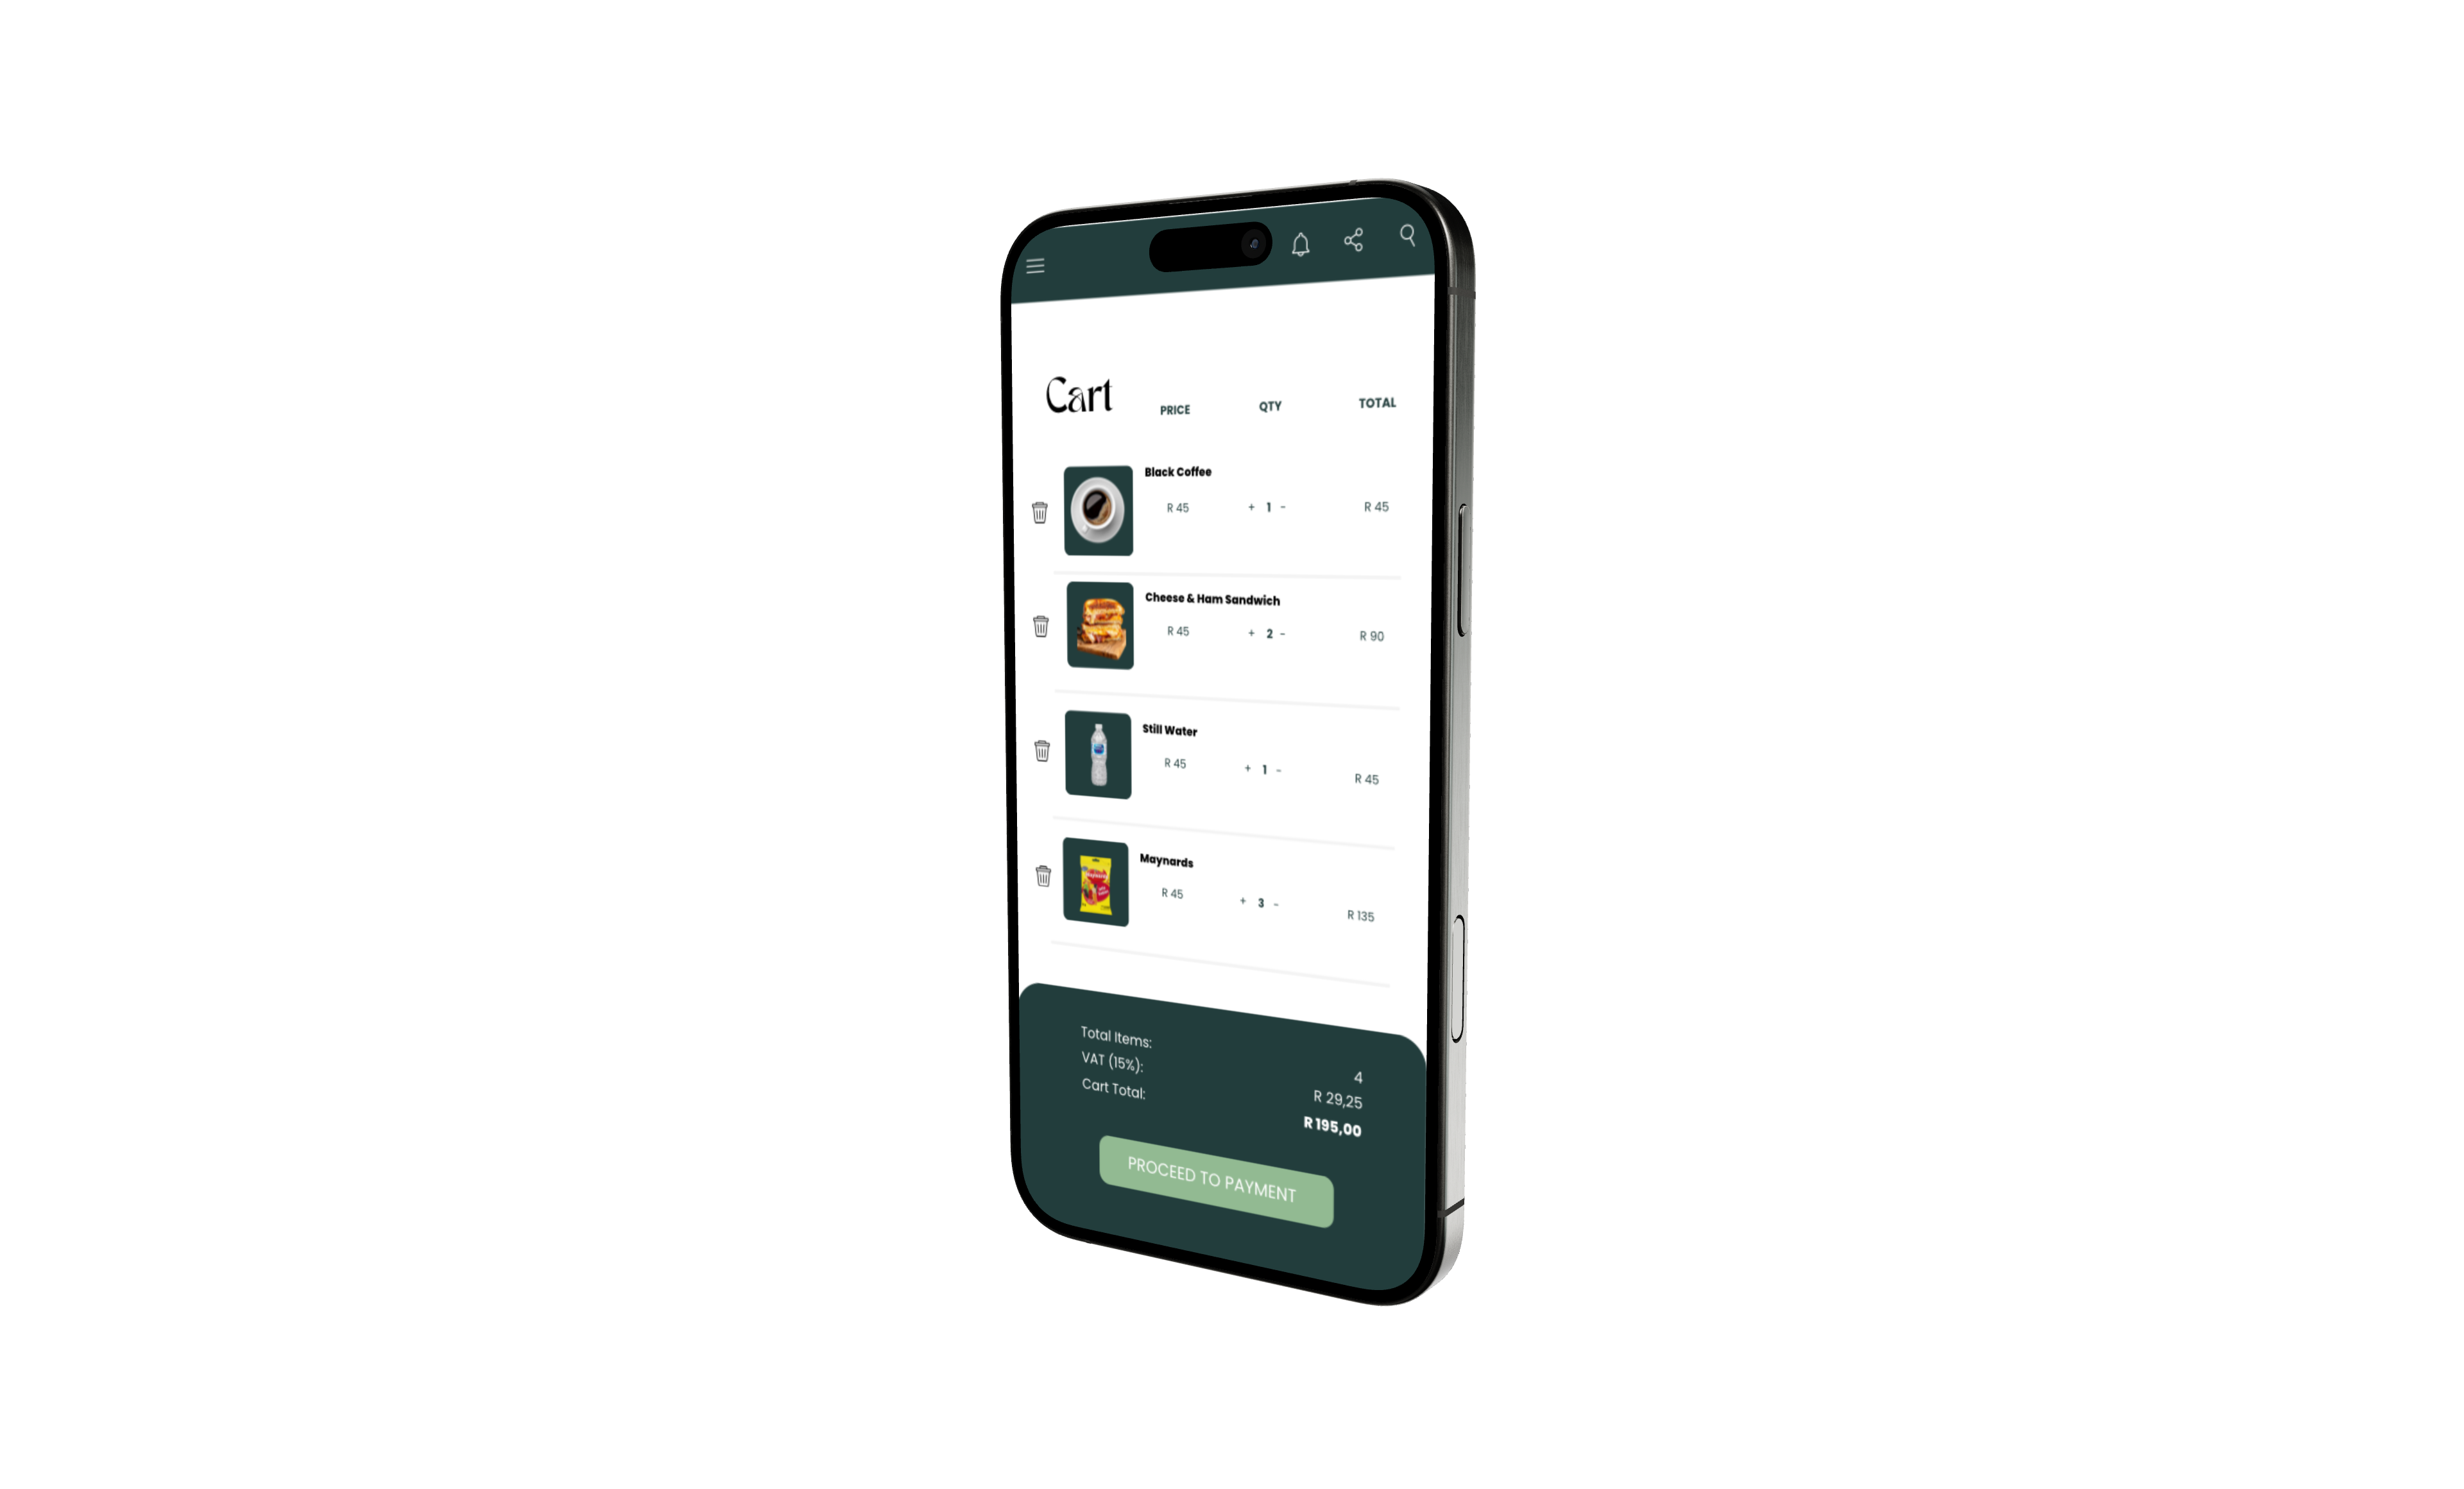 Cart PRICE QTY TOTAL
Black Coffee
R 45 + 1 - R 45
Cheese & Ham Sandwich
R 45 + 2 - R 90
Still Water
R 45 + 1 - R 45
Maynards
R 45 + 3 - R 135
Total Items: 4
VAT (15%): R 29,25
Cart Total: R 195,00
PROCEED TO PAYMENT